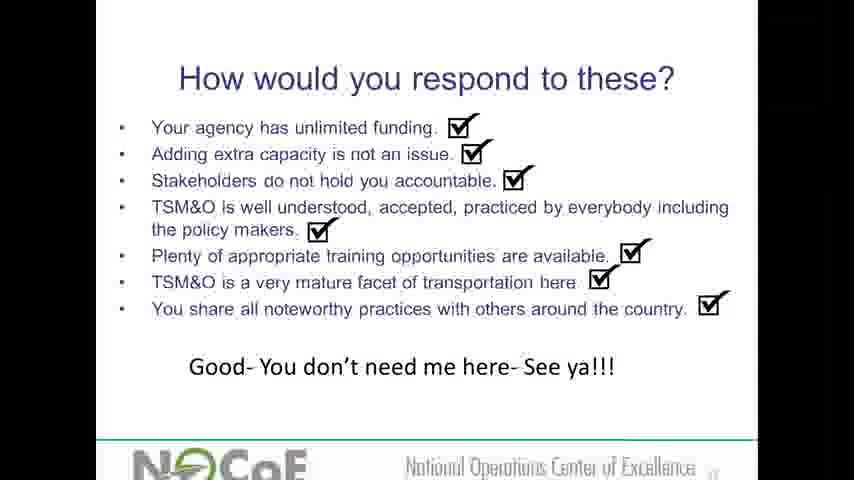 How would you respond to these?
• Your agency has unlimited funding.
• Adding extra capacity is not an issue.
• Stakeholders do not hold you accountable.
• TSM&O is well understood, accepted, practiced by everybody including
the policy makers.
• Plenty of appropriate training opportunities are available.
• TSM&O is a very mature facet of transportation here
• You share all noteworthy practices with others around the country.
Good- You don't need me here- See ya!!!
NOCoE
National Operations Center of Excellence